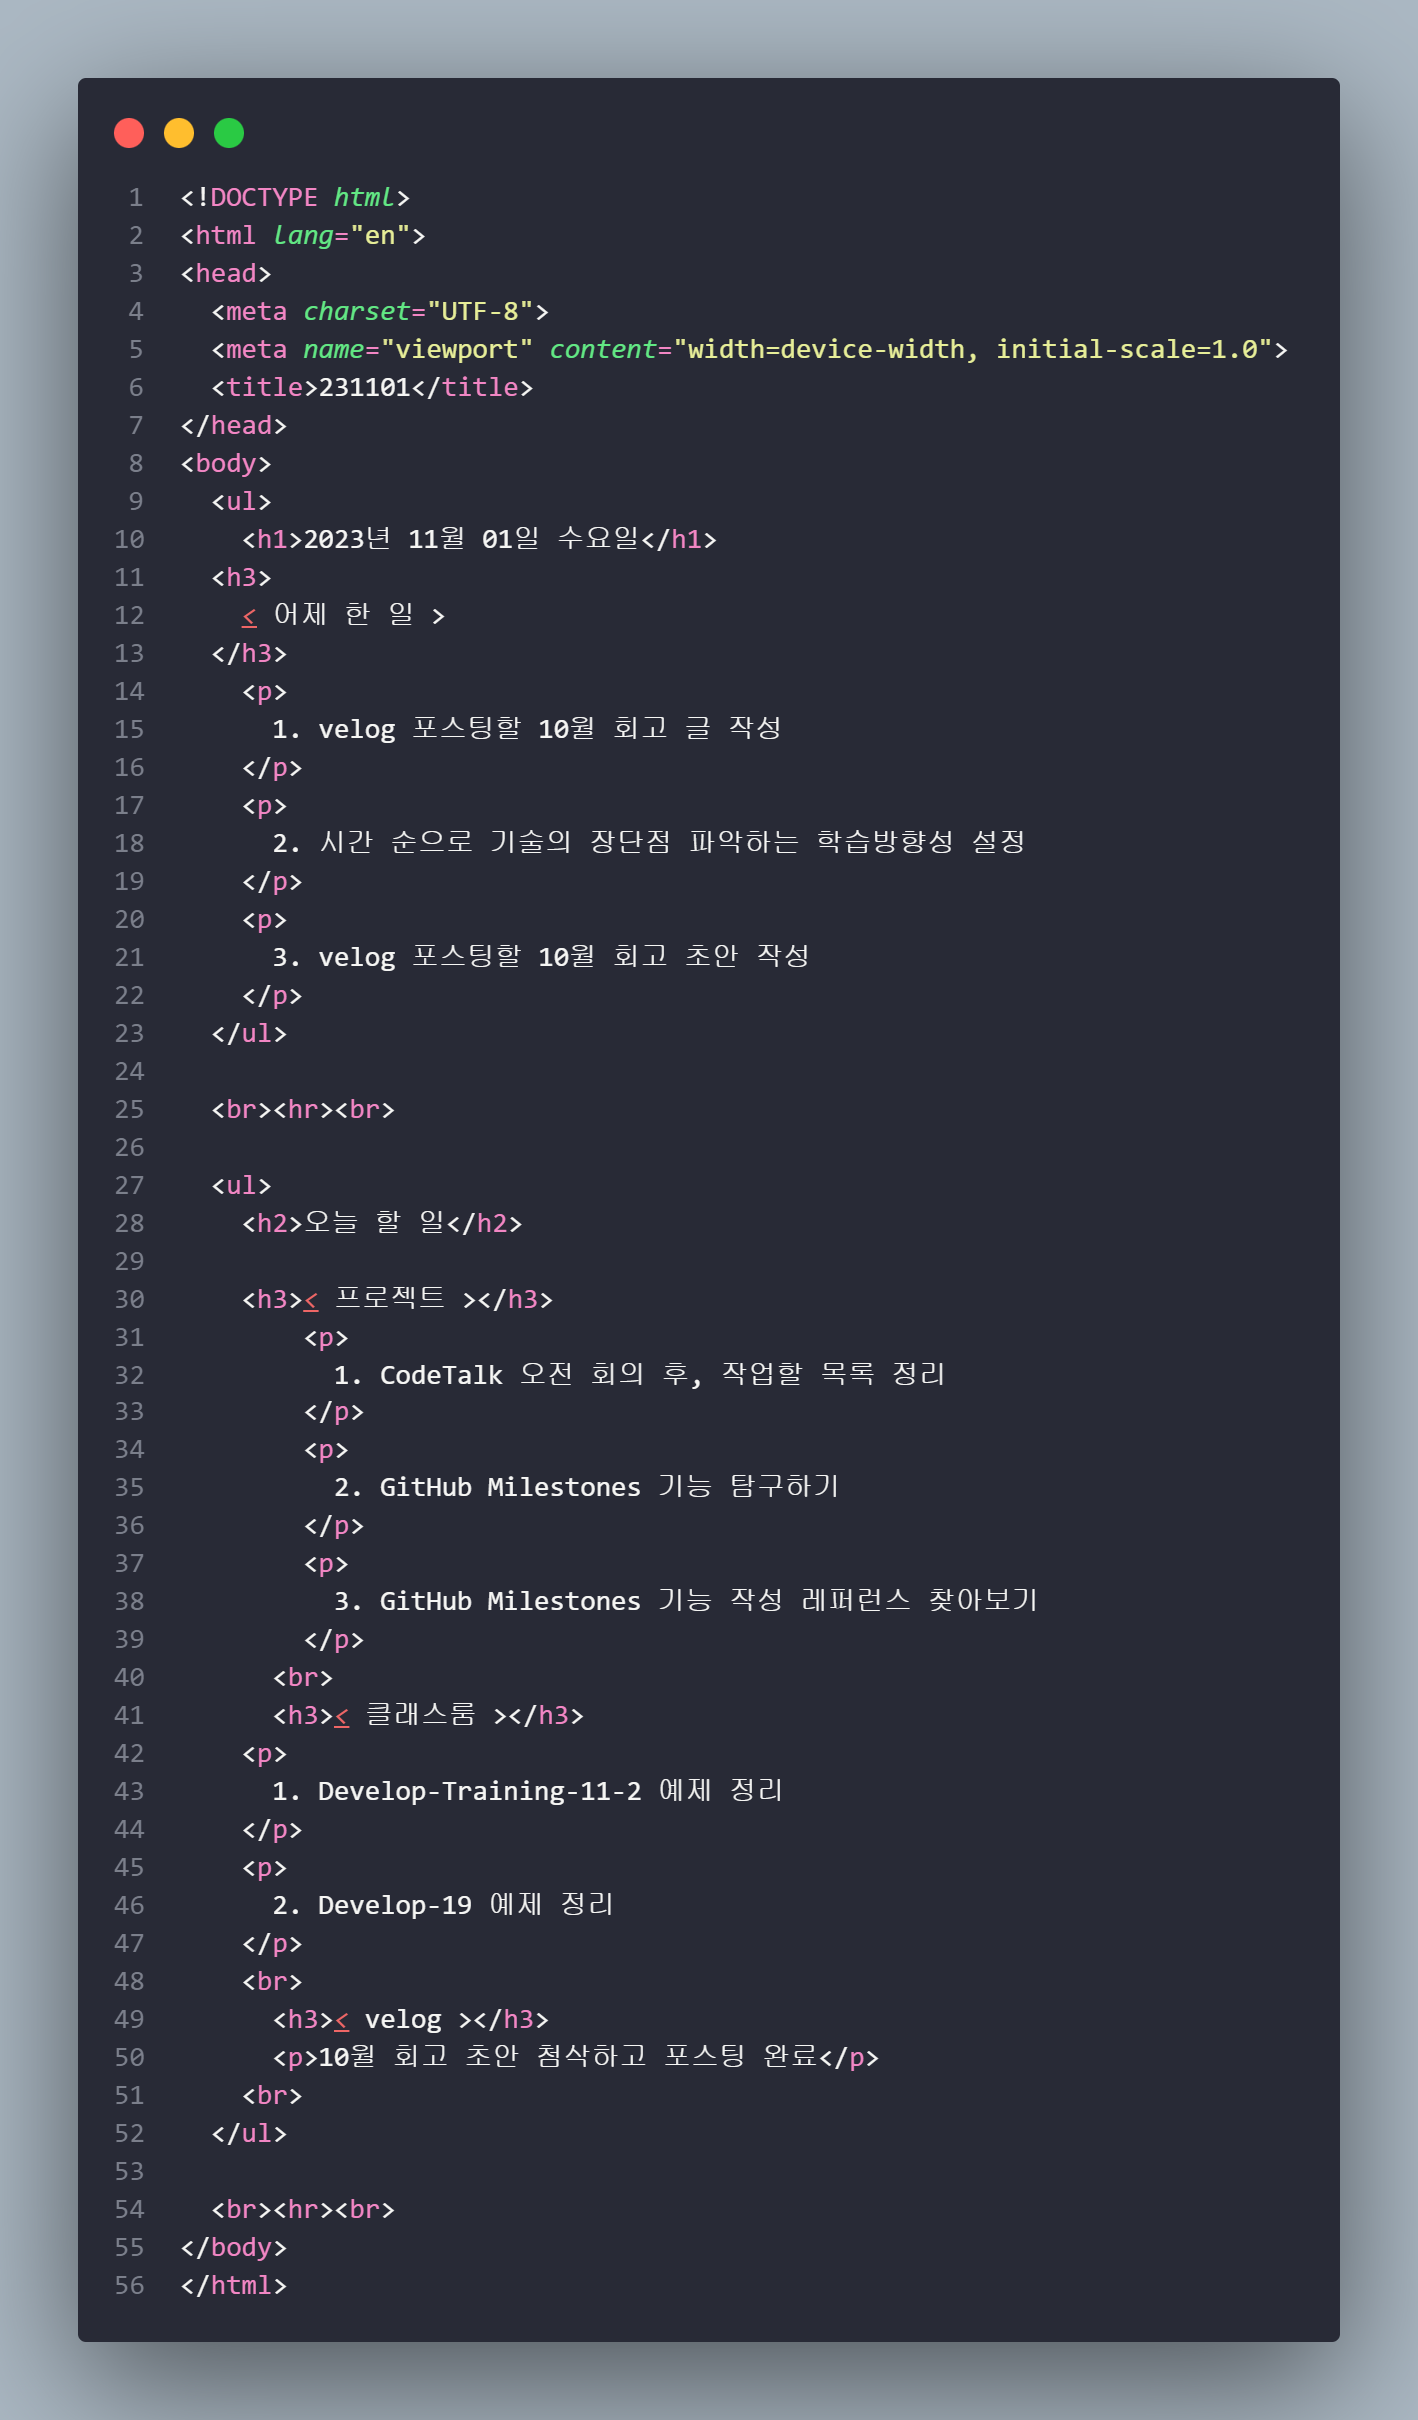 1 <!DOCTYPE html>
2 <html lang="en">
3 <head>
4   <meta charset="UTF-8">
5   <meta name="viewport" content="width=device-width, initial-scale=1.0">
6   <title>231101</title>
7 </head>
8 <body>
9   <ul>
10     <h1>2023년 11월 01일 수요일</h1>
11   <h3>
12     < 어제 한 일 >
13   </h3>
14     <p>
15       1. velog 포스팅할 10월 회고 글 작성
16     </p>
17     <p>
18       2. 시간 순으로 기술의 장단점 파악하는 학습방향성 설정
19     </p>
20     <p>
21       3. velog 포스팅할 10월 회고 초안 작성
22     </p>
23   </ul>
24
25   <br><hr><br>
26
27   <ul>
28     <h2>오늘 할 일</h2>
29
30     <h3>< 프로젝트 ></h3>
31         <p>
32           1. CodeTalk 오전 회의 후, 작업할 목록 정리
33         </p>
34         <p>
35           2. GitHub Milestones 기능 탐구하기
36         </p>
37         <p>
38           3. GitHub Milestones 기능 작성 레퍼런스 찾아보기
39         </p>
40       <br>
41       <h3>< 클래스룸 ></h3>
42     <p>
43       1. Develop-Training-11-2 예제 정리
44     </p>
45     <p>
46       2. Develop-19 예제 정리
47     </p>
48     <br>
49       <h3>< velog ></h3>
50       <p>10월 회고 초안 첨삭하고 포스팅 완료</p>
51     <br>
52   </ul>
53
54   <br><hr><br>
55 </body>
56 </html>